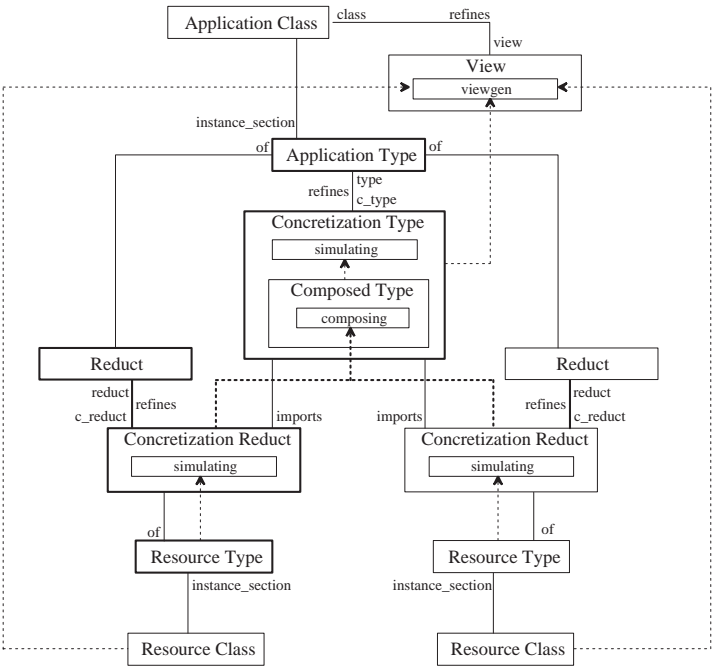 Application Class
class
refines
view
View
viewgen
instance_section
of
Application Type
of
refines
type
c_type
Concretization Type
simulating
Composed Type
composing
Reduct
Reduct
reduct
refines
c_reduct
imports
imports
refines
reduct
c_reduct
Concretization Reduct
simulating
Concretization Reduct
simulating
of
of
Resource Type
Resource Type
instance_section
instance_section
Resource Class
Resource Class